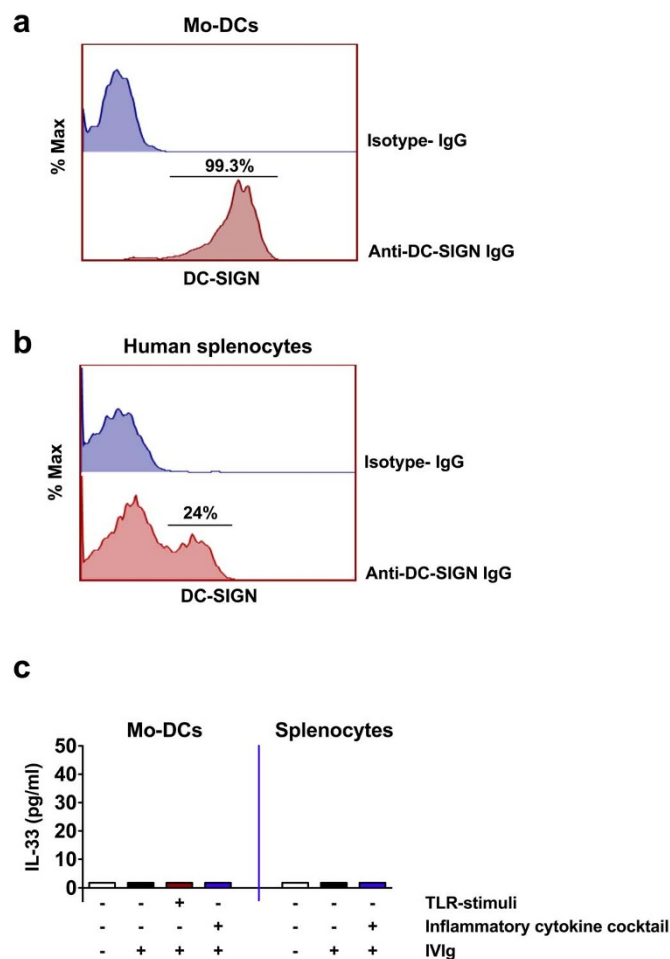 a
Mo-DCs
% Max
Isotype- IgG
99.3%
Anti-DC-SIGN IgG
DC-SIGN
b
Human splenocytes
% Max
Isotype- IgG
24%
Anti-DC-SIGN IgG
DC-SIGN
c
Mo-DCs Splenocytes
IL-33 (pg/ml)
50
40
30
20
10
0
- - + - - - - TLR-stimuli
- - - + - - + Inflammatory cytokine cocktail
- + + + - + + IVIg